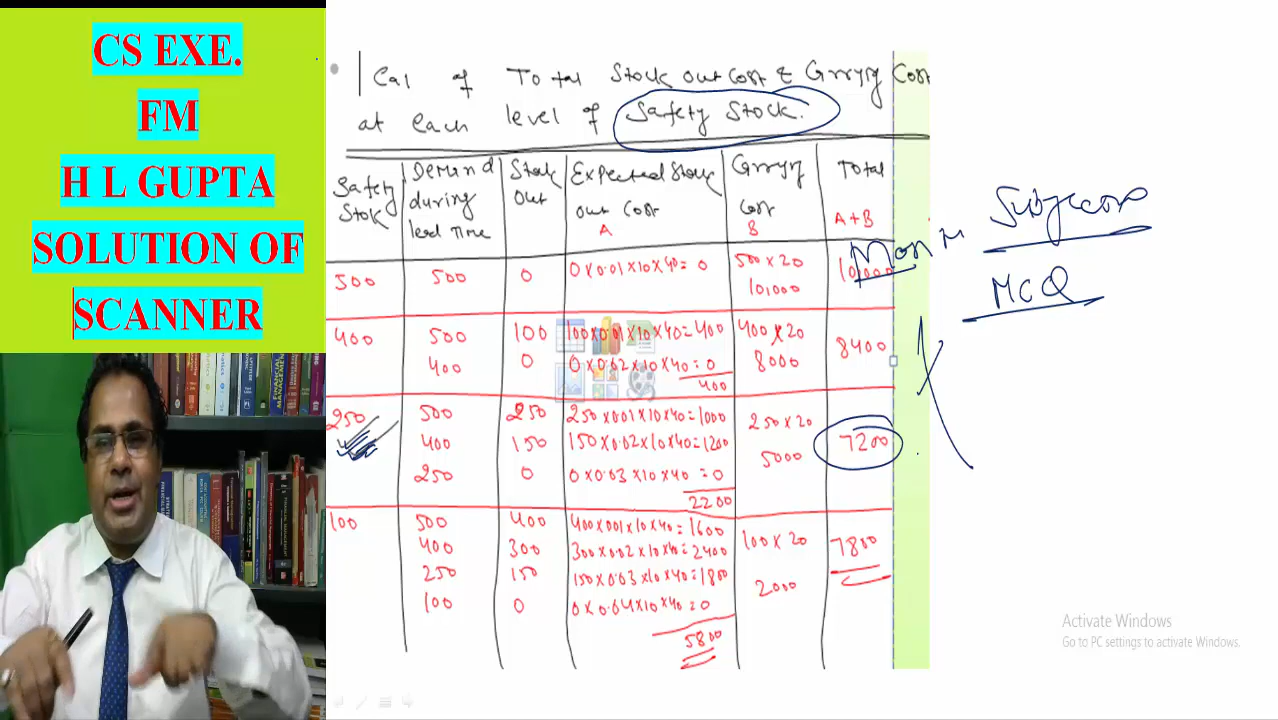 CS EXE.
FM
H L GUPTA
SOLUTION OF
SCANNER
Cal of Total Stock out Cost & Carrying Cost
at each level of Safety Stock.
Safety Stok
Demand during lead Time
Stock Out
Expected Stock out Cost A
Carryg Cost B
Total A+B
500 500 0 0×0.01×10×40=0 500×20 10,000 10,000
400 500 100 100×0.01×10×40=400 400×20 8400
400 0 0×0.02×10×40=0 8000
400
250 500 250 250×0.01×10×40=1000 250×20
400 150 150×0.02×10×40=1200 5000 7200
250 0 0×0.03×10×40=0
2200
100 500 400 400×0.01×10×40=1600 100×20 7800
400 300 300×0.02×10×40=2400
250 150 150×0.03×10×40=1800 2000
100 0 0×0.04×10×40=0
5800
Subjective
MCQ
Activate Windows
Go to PC settings to activate Windows.